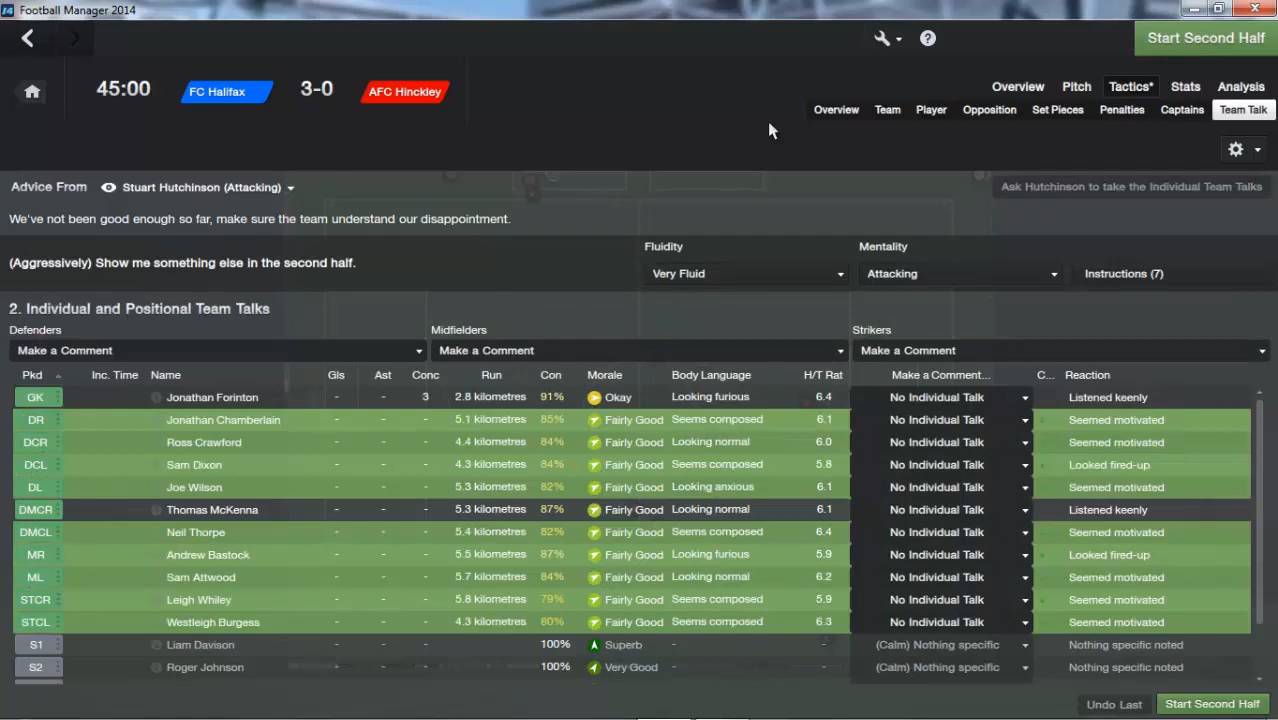 14 Football Manager 2014
Start Second Half
45:00 FC Halifax 3-0 AFC Hinckley
Overview Pitch Tactics* Stats Analysis
Overview Team Player Opposition Set Pieces Penalties Captains Team Talk
Advice From Stuart Hutchinson (Attacking) Ask Hutchinson to take the Individual Team Talks
We've not been good enough so far, make sure the team understand our disappointment.
Fluidity Mentality
(Aggressively) Show me something else in the second half.
Very Fluid Attacking Instructions (7)
2. Individual and Positional Team Talks
Defenders Midfielders Strikers
Make a Comment Make a Comment Make a Comment
Pkd Inc. Time Name Gls Ast Conc Run Con Morale Body Language H/T Rat Make a Comment... C... Reaction
GK Jonathan Forinton - - 3 2.8 kilometres 91% Okay Looking furious 6.4 No Individual Talk Listened keenly
DR Jonathan Chamberlain - - - 5.1 kilometres 85% Fairly Good Seems composed 6.1 No Individual Talk Seemed motivated
DCR Ross Crawford - - - 4.4 kilometres 84% Fairly Good Looking normal 6.0 No Individual Talk Seemed motivated
DCL Sam Dixon - - - 4.3 kilometres 84% Fairly Good Seems composed 5.8 No Individual Talk Looked fired-up
DL Joe Wilson - - - 5.3 kilometres 82% Fairly Good Looking anxious 6.1 No Individual Talk Seemed motivated
DMCR Thomas McKenna - - - 5.3 kilometres 87% Fairly Good Looking normal 6.1 No Individual Talk Listened keenly
DMCL Neil Thorpe - - - 5.4 kilometres 82% Fairly Good Seems composed 6.4 No Individual Talk Seemed motivated
MR Andrew Bastock - - - 5.5 kilometres 87% Fairly Good Looking furious 5.9 No Individual Talk Looked fired-up
ML Sam Attwood - - - 5.7 kilometres 84% Fairly Good Looking normal 6.2 No Individual Talk Seemed motivated
STCR Leigh Whiley - - - 5.8 kilometres 79% Fairly Good Seems composed 5.9 No Individual Talk Seemed motivated
STCL Westleigh Burgess - - - 4.3 kilometres 80% Fairly Good Seems composed 6.3 No Individual Talk Seemed motivated
S1 Liam Davison - - - 100% Superb - - (Calm) Nothing specific Nothing specific noted
S2 Roger Johnson - - - 100% Very Good - - (Calm) Nothing specific Nothing specific noted
Undo Last Start Second Half